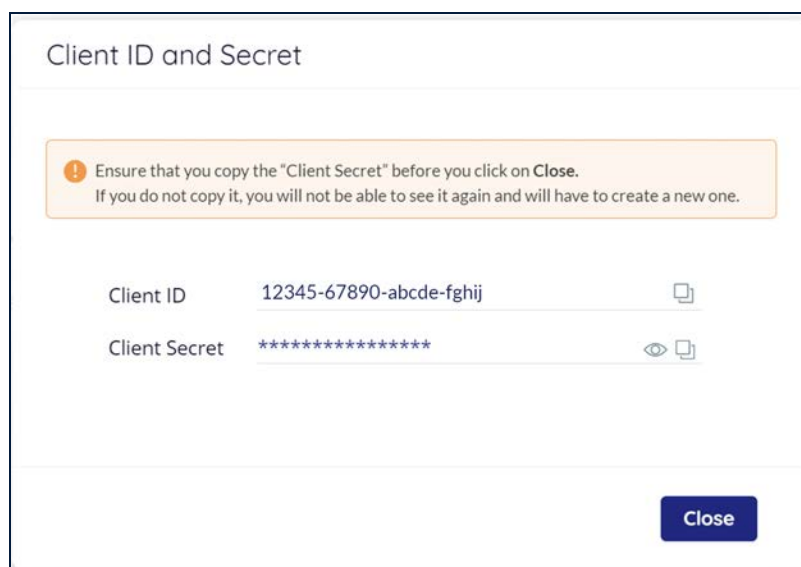 Client ID and Secret
Ensure that you copy the “Client Secret” before you click on Close.
If you do not copy it, you will not be able to see it again and will have to create a new one.
Client ID 12345-67890-abcde-fghij
Client Secret ****************
Close